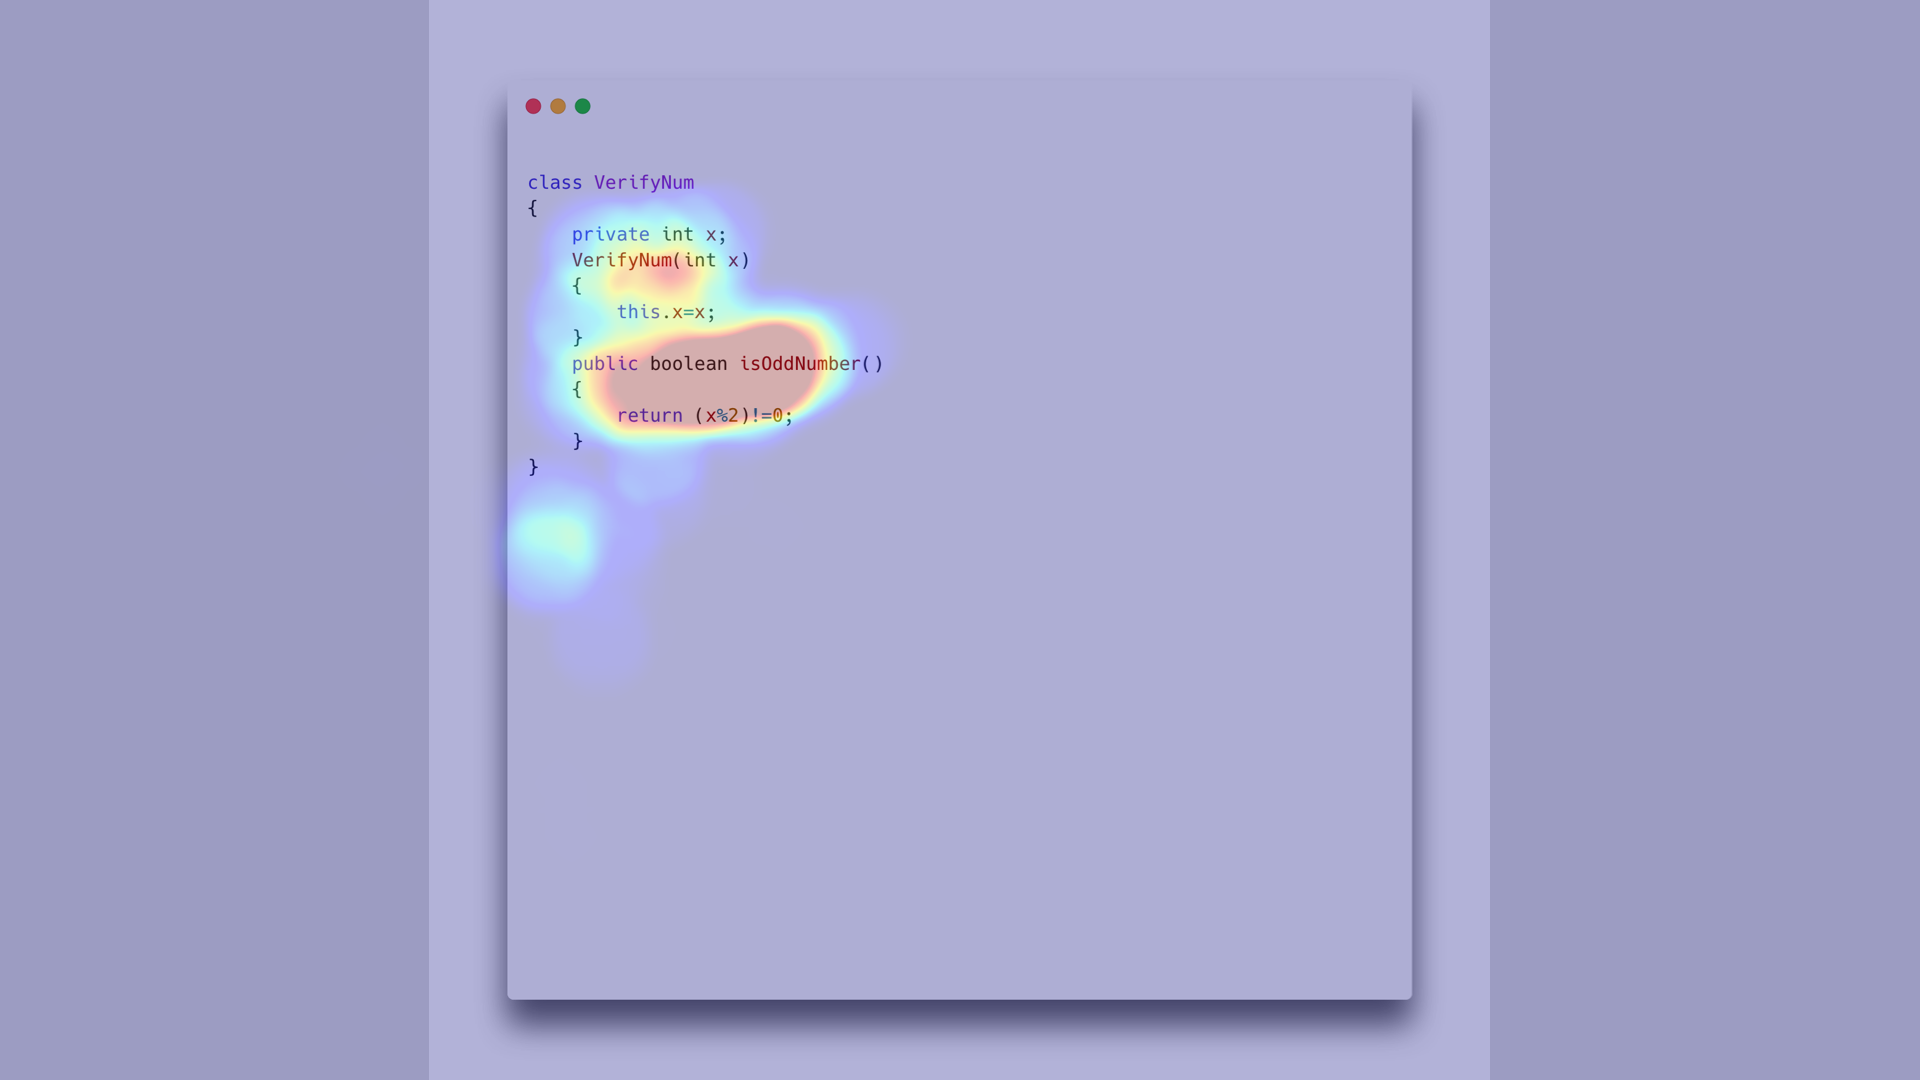 class VerifyNum
{
    private int x;
    VerifyNum(int x)
    {
        this.x=x;
    }
    public boolean isOddNumber()
    {
        return (x%2)!=0;
    }
}